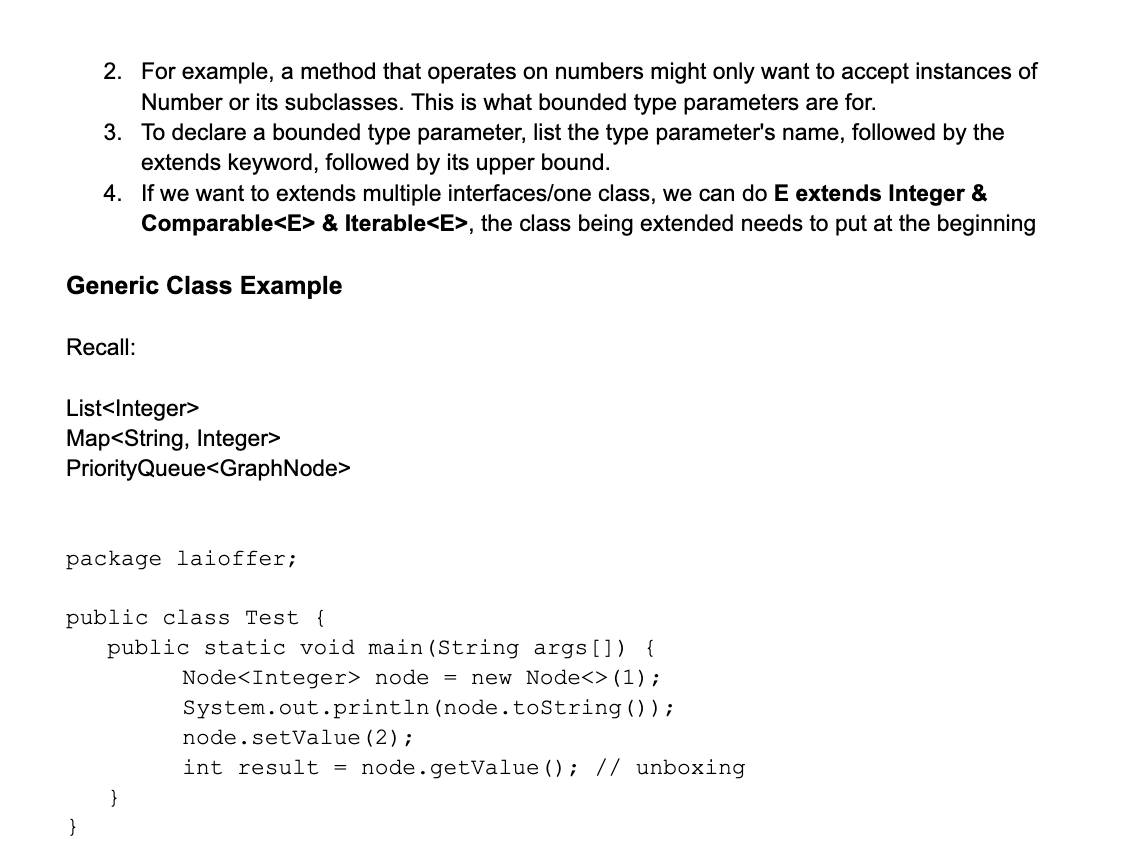 2. For example, a method that operates on numbers might only want to accept instances of
Number or its subclasses. This is what bounded type parameters are for.
3. To declare a bounded type parameter, list the type parameter's name, followed by the
extends keyword, followed by its upper bound.
4. If we want to extends multiple interfaces/one class, we can do E extends Integer &
Comparable<E> & Iterable<E>, the class being extended needs to put at the beginning
Generic Class Example
Recall:
List<Integer>
Map<String, Integer>
PriorityQueue<GraphNode>
package laioffer;
public class Test {
public static void main(String args[]) {
Node<Integer> node = new Node<>(1);
System.out.println(node.toString());
node.setValue(2);
int result = node.getValue(); // unboxing
}
}